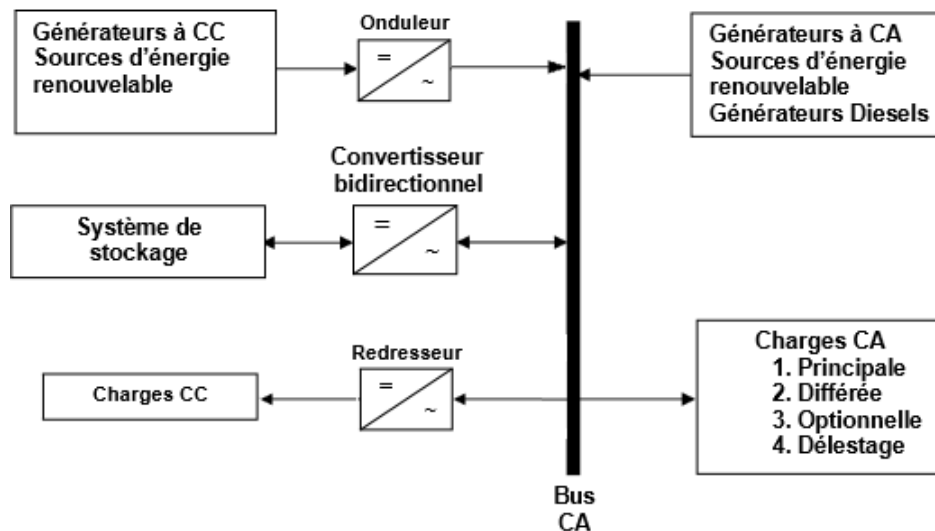 Générateurs à CC
Sources d'énergie
renouvelable
Onduleur
=
~
Générateurs à CA
Sources d'énergie
renouvelable
Générateurs Diesels
Convertisseur
bidirectionnel
Système de
stockage
=
~
Redressseur
Charges CC
=
~
Charges CA
1. Principale
2. Différée
3. Optionnelle
4. Délestage
Bus
CA